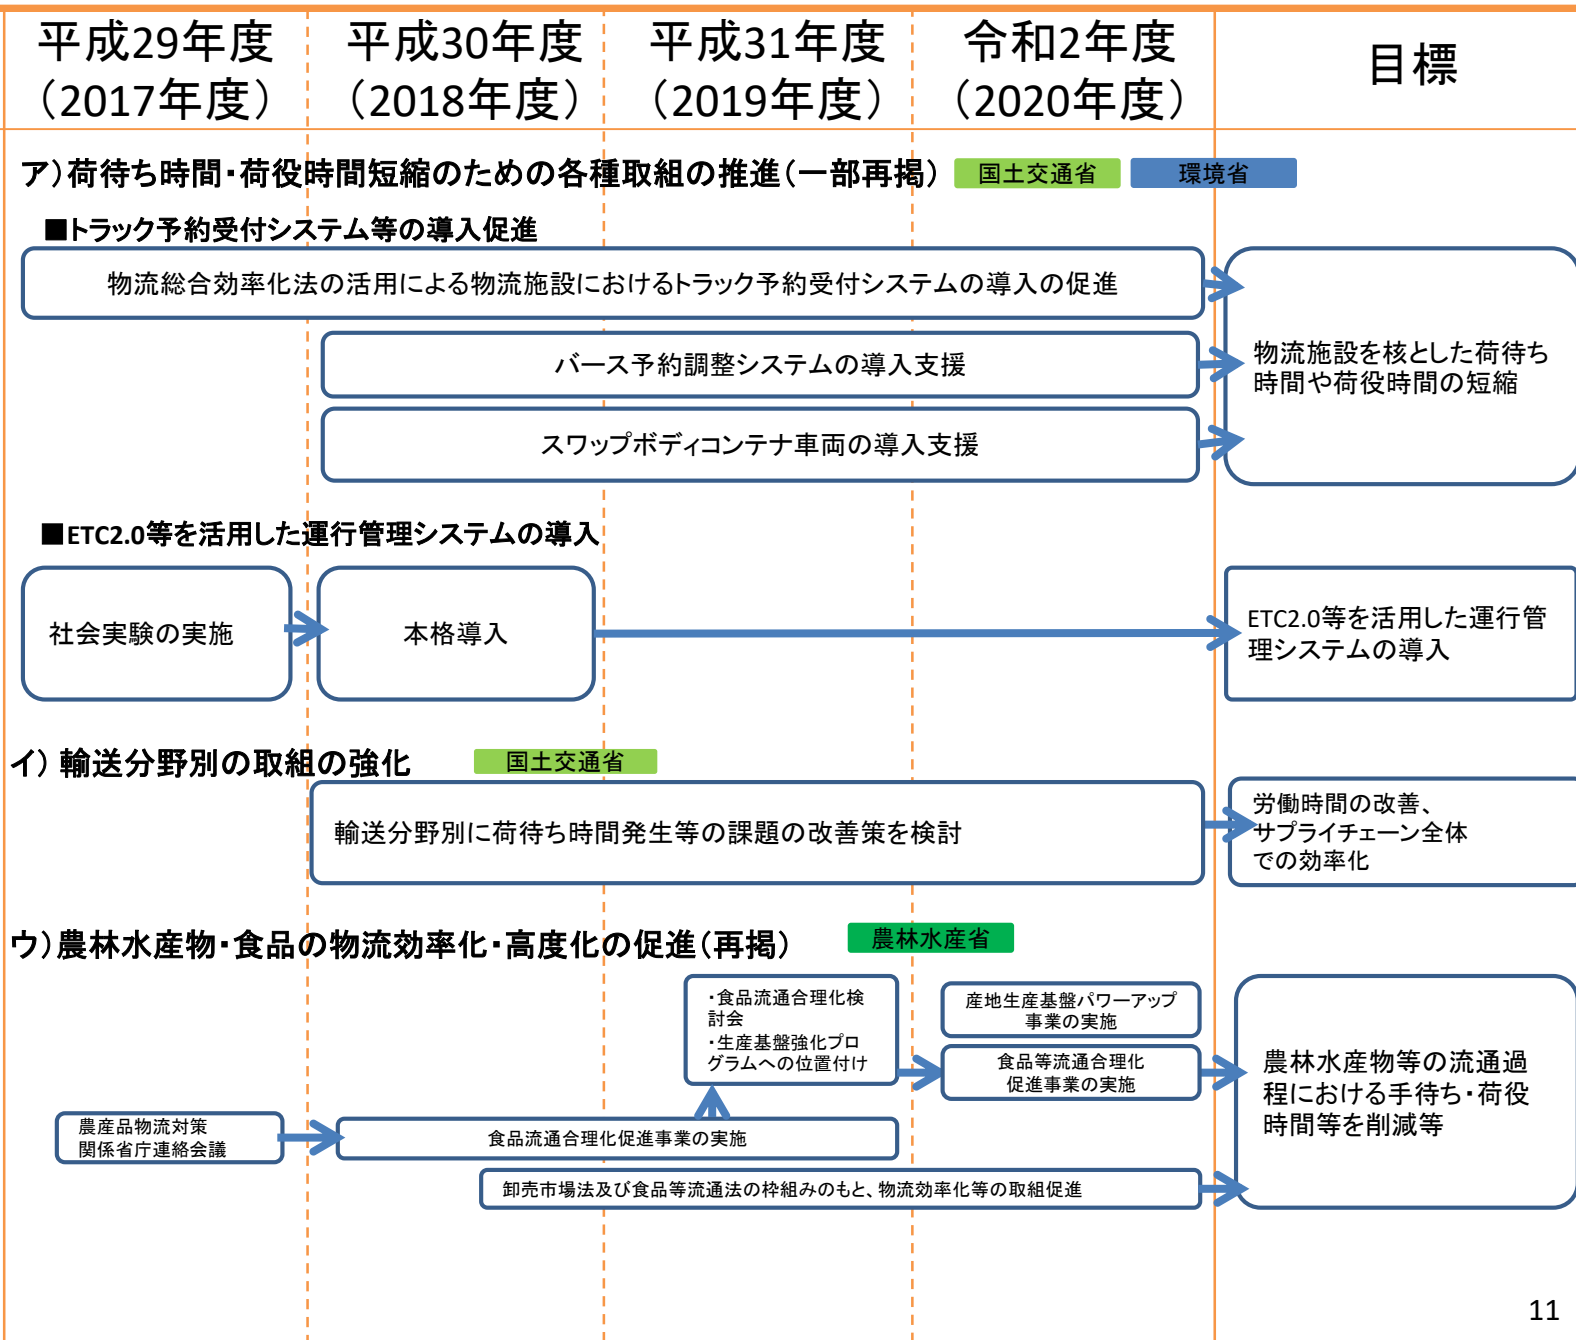 平成29年度
（2017年度）
平成30年度
（2018年度）
平成31年度
（2019年度）
令和2年度
（2020年度）
目標
ア）荷待ち時間・荷役時間短縮のための各種取組の推進（一部再掲）
国土交通省
環境省
■トラック予約受付システム等の導入促進
物流総合効率化法の活用による物流施設におけるトラック予約受付システムの導入の促進
バース予約調整システムの導入支援
スワップボディコンテナ車両の導入支援
物流施設を核とした荷待ち
時間や荷役時間の短縮
■ETC2.0等を活用した運行管理システムの導入
社会実験の実施
本格導入
ETC2.0等を活用した運行管
理システムの導入
イ）輸送分野別の取組の強化
国土交通省
輸送分野別に荷待ち時間発生等の課題の改善策を検討
労働時間の改善、
サプライチェーン全体
での効率化
ウ）農林水産物・食品の物流効率化・高度化の促進（再掲）
農林水産省
・食品流通合理化検
討会
・生産基盤強化プロ
グラムへの位置付け
産地生産基盤パワーアップ
事業の実施
食品等流通合理化
促進事業の実施
農産品物流対策
関係省庁連絡会議
食品流通合理化促進事業の実施
卸売市場法及び食品等流通法の枠組みのもと、物流効率化等の取組促進
農林水産物等の流通過
程における手待ち・荷役
時間等を削減等
11